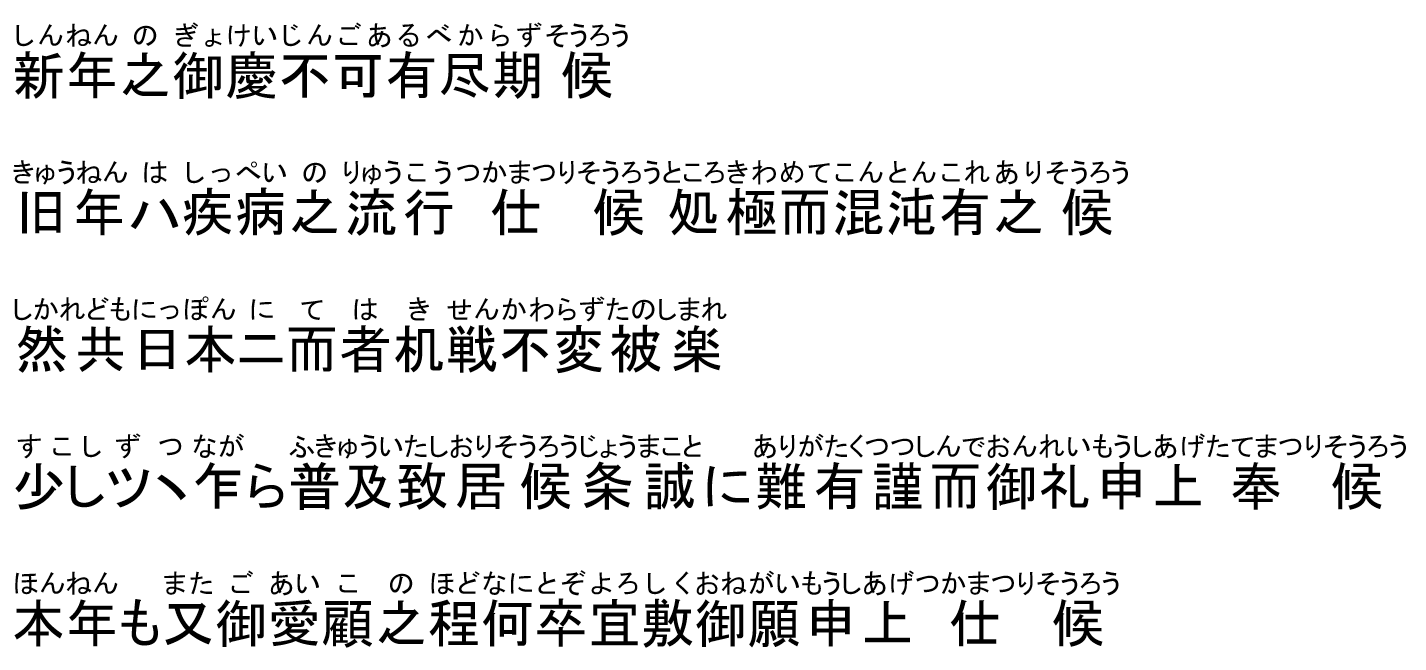 しんねん の ぎょけいじんごあるべからずそうろう
新年之御慶不可有尽期候
きゅうねん は しっぺい の りゅうこうつかまつりそうろうところきわめてこんとんこれありそうろう
旧年ハ疾病之流行仕候処極而混沌有之候
しかれどもにっぽん に て は き せんかわらずたのしまれ
然共日本二而者机戦不変被楽
すこし ず つ なが ふきゅういたしおりそうろうじょうまこと ありがたくつつしんでおんれいもうしあげたてまつりそうろう
少しツヽ乍ら普及致居候条誠に難有謹而御礼申上奉候
ほんねん また ご あい こ の ほどなにとぞよろしくおねがいもうしあげつかまつりそうろう
本年も又御愛顧之程何卒宜敷御願申上仕候